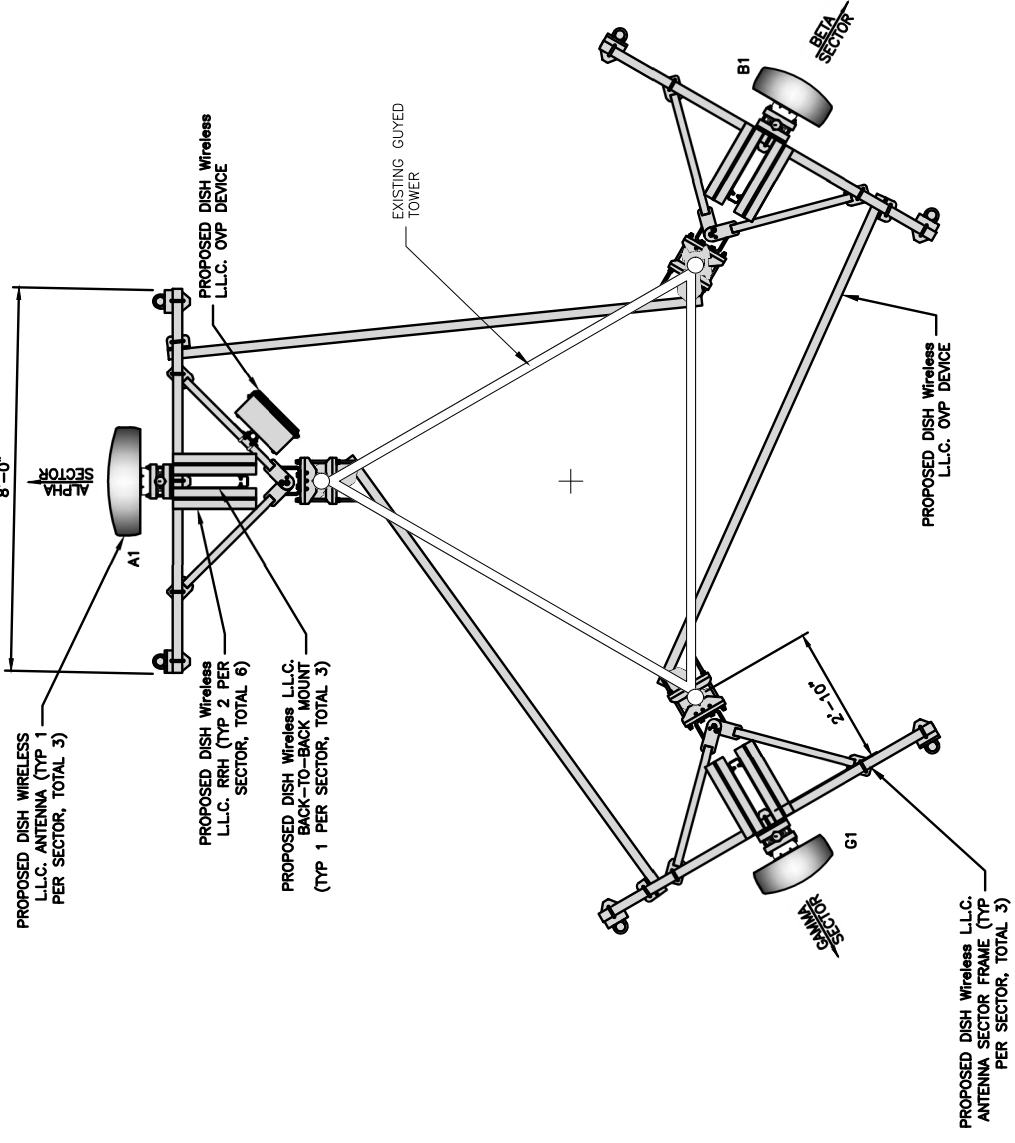 PROPOSED DISH WIRELESS
L.L.C. ANTENNA (TYP 1
PER SECTOR, TOTAL 3)
PROPOSED DISH Wireless
L.L.C. RRH (TYP 2 PER
SECTOR, TOTAL 6)
PROPOSED DISH Wireless L.L.C.
BACK-TO-BACK MOUNT
(TYP 1 PER SECTOR, TOTAL 3)
A1
8'-0"
ALPHA
SECTOR
PROPOSED DISH Wireless
L.L.C. OVP DEVICE
EXISTING GUYED
TOWER
B1
BETA
SECTOR
PROPOSED DISH Wireless
L.L.C. OVP DEVICE
2'-10"
G1
GAMMA
SECTOR
PROPOSED DISH Wireless L.L.C.
ANTENNA SECTOR FRAME (TYP
PER SECTOR, TOTAL 3)